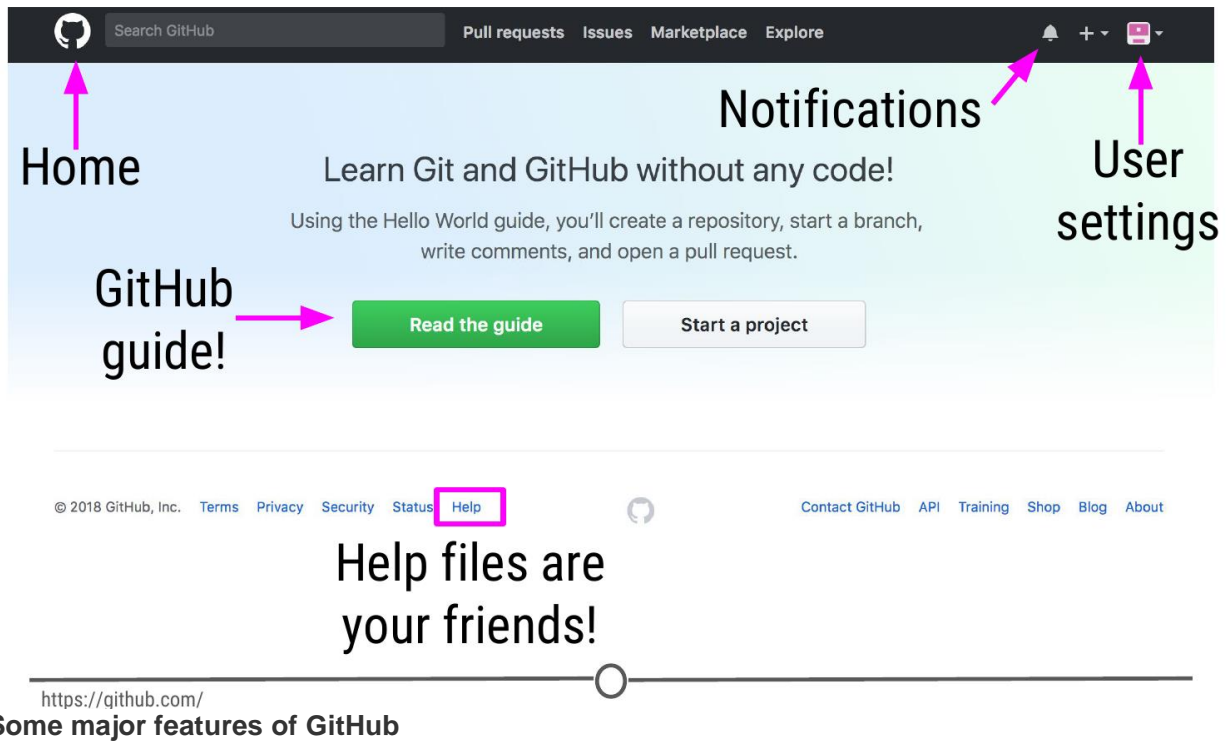 Search GitHub Pull requests Issues Marketplace Explore
Notifications
Home
User
settings
Learn Git and GitHub without any code!
Using the Hello World guide, you'll create a repository, start a branch,
write comments, and open a pull request.
GitHub
guide!
Read the guide Start a project
© 2018 GitHub, Inc. Terms Privacy Security Status Help Contact GitHub API Training Shop Blog About
Help files are
your friends!
https://github.com/
Some major features of GitHub